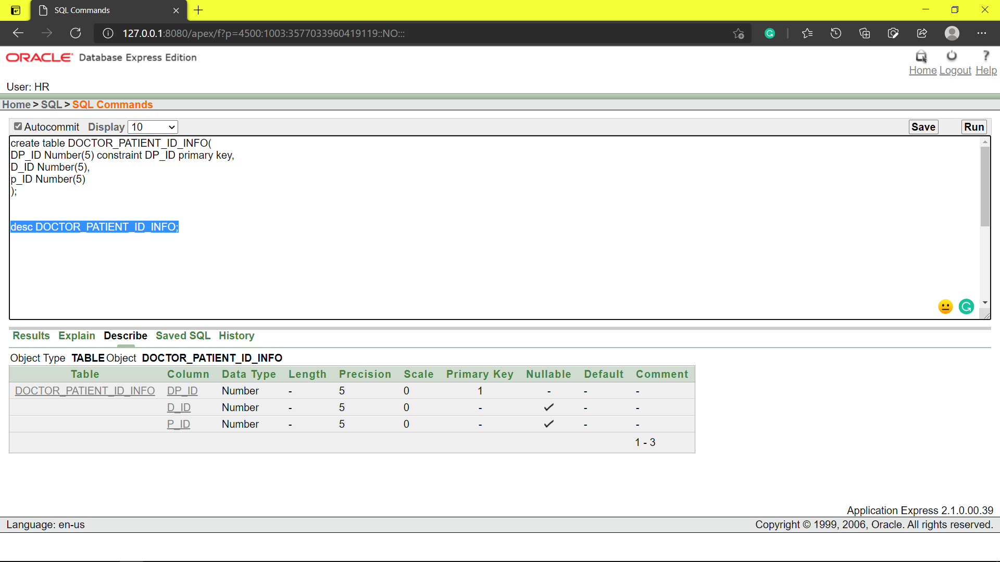 SQL Commands
127.0.0.1:8080/apex/f?p=4500:1003:3577033960419119::NO:::
ORACLE Database Express Edition
Home Logout Help
User: HR
Home > SQL > SQL Commands
Autocommit Display 10 Save Run
create table DOCTOR_PATIENT_ID_INFO(
DP_ID Number(5) constraint DP_ID primary key,
D_ID Number(5),
p_ID Number(5)
);
desc DOCTOR_PATIENT_ID_INFO;
Results Explain Describe Saved SQL History
Object Type TABLE Object DOCTOR_PATIENT_ID_INFO
Table Column Data Type Length Precision Scale Primary Key Nullable Default Comment
DOCTOR_PATIENT_ID_INFO DP_ID Number - 5 0 1 - - -
D_ID Number - 5 0 - ✓ - -
P_ID Number - 5 0 - ✓ - -
1 - 3
Application Express 2.1.0.00.39
Language: en-us Copyright © 1999, 2006, Oracle. All rights reserved.